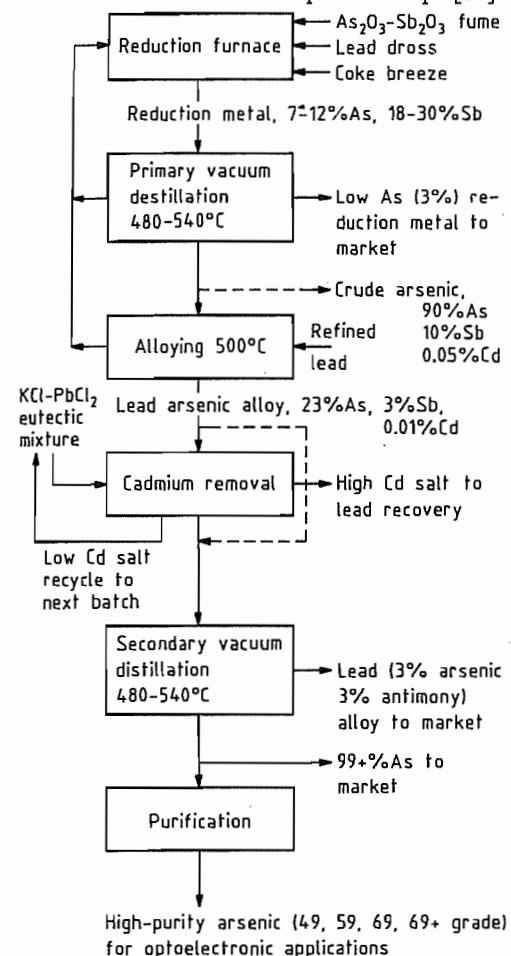 Reduction furnace
As₂O₃-Sb₂O₃ fume
Lead dross
Coke breeze
Reduction metal, 7-12%As, 18-30%Sb
Primary vacuum
destillation
480-540°C
Low As (3%) re-
duction metal to
market
Crude arsenic,
90%As
10%Sb
0.05%Cd
Alloying 500°C
Refined
lead
KCl-PbCl₂
eutectic
mixture
Lead arsenic alloy, 23%As, 3%Sb,
0.01%Cd
Cadmium removal
High Cd salt to
lead recovery
Low Cd salt
recycle to
next batch
Secondary vacuum
distillation
480-540°C
Lead (3% arsenic
3% antimony)
alloy to market
99+%As to
market
Purification
High-purity arsenic (49, 59, 69, 69+ grade)
for optoelectronic applications